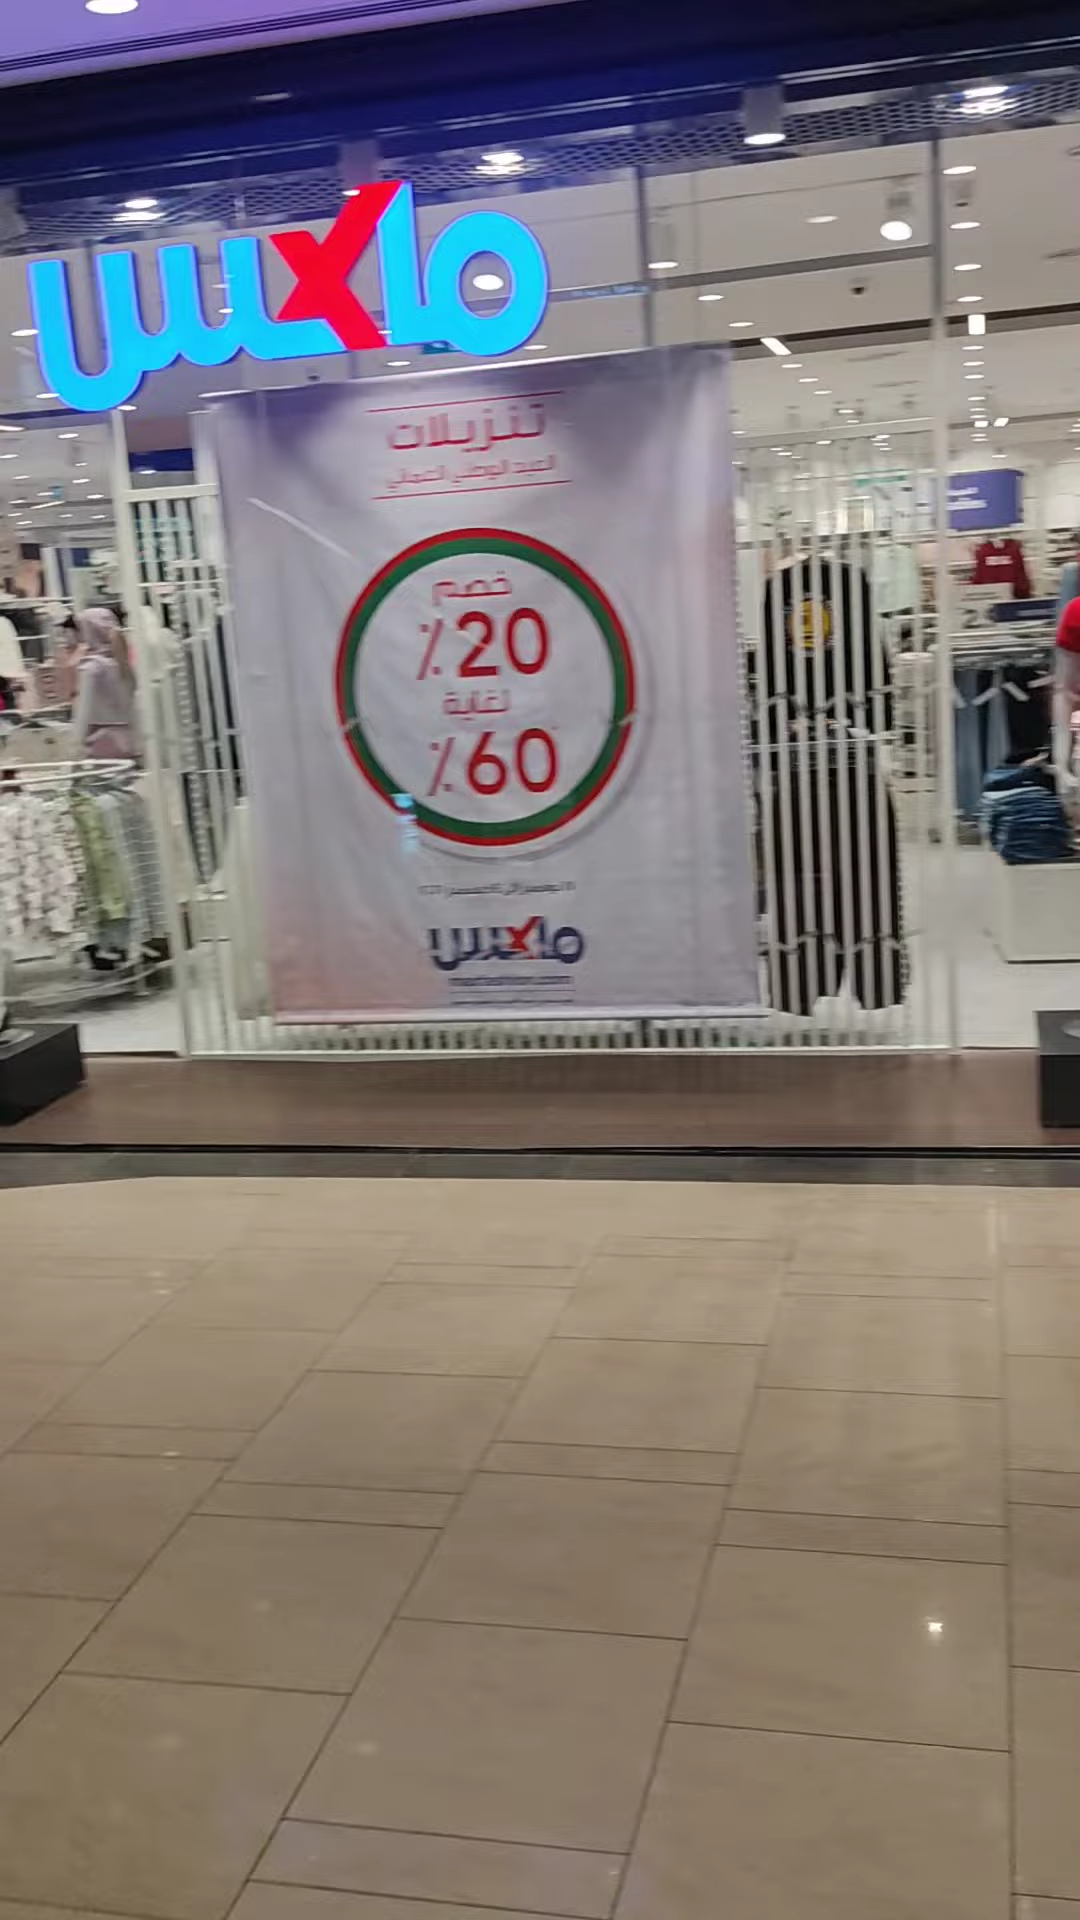 ماكس
تنزيلات
العيد الوطني العماني
خصم
20٪
لغاية
60٪
ماكس